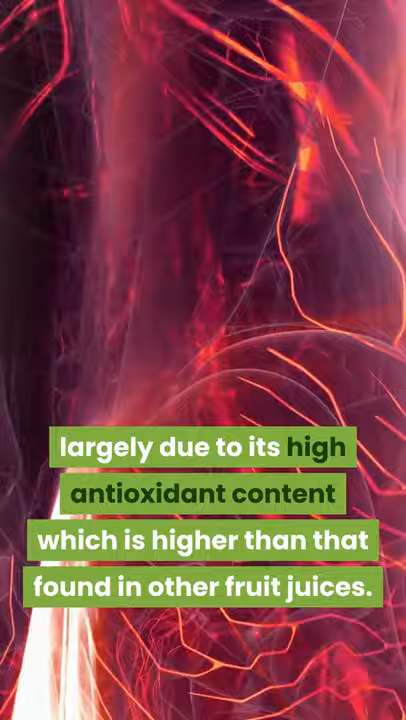 largely due to its high
antioxidant content
which is higher than that
found in other fruit juices.